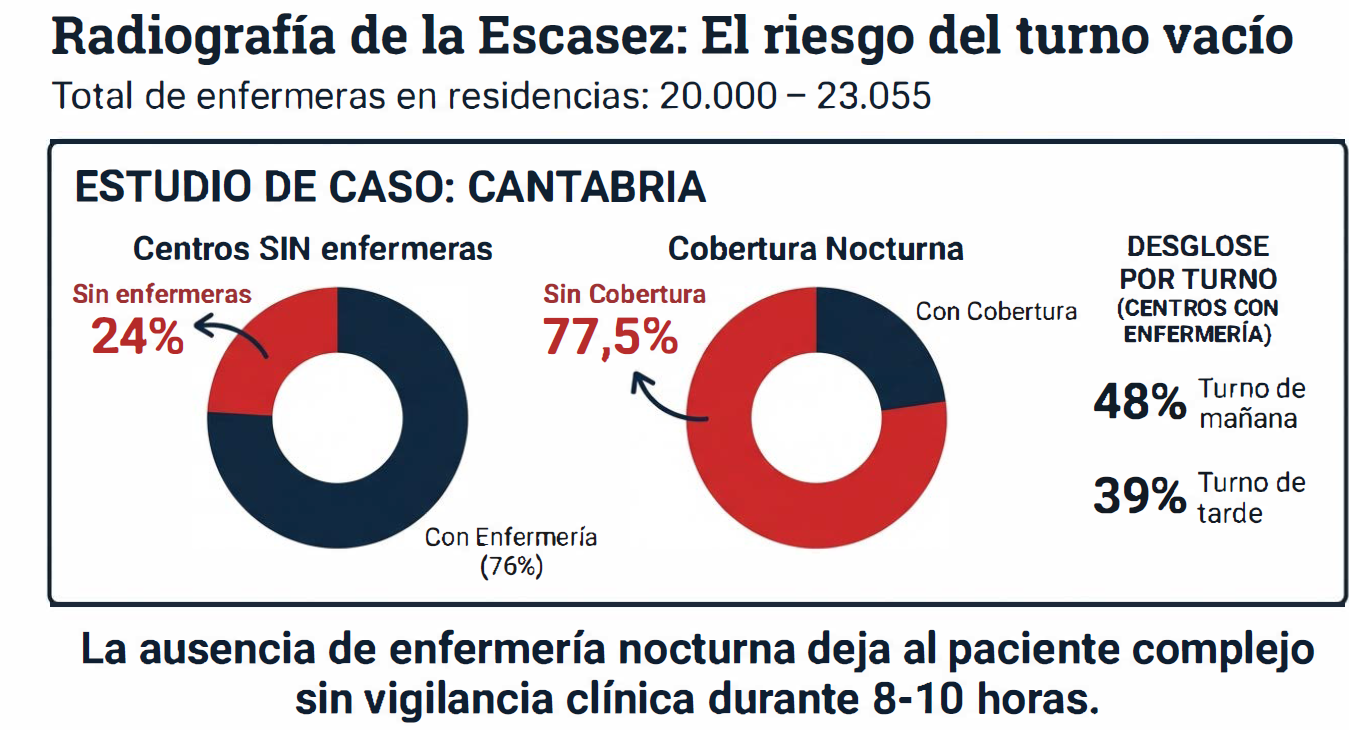 Radiografía de la Escasez: El riesgo del turno vacío
Total de enfermeras en residencias: 20.000 – 23.055
ESTUDIO DE CASO: CANTABRIA
Centros SIN enfermeras
Sin enfermeras
24%
Con Enfermería
(76%)
Cobertura Nocturna
Sin Cobertura
77,5%
Con Cobertura
DESGLOSE
POR TURNO
(CENTROS CON
ENFERMERÍA)
48% Turno de
mañana
39% Turno de
tarde
La ausencia de enfermería nocturna deja al paciente complejo
sin vigilancia clínica durante 8-10 horas.